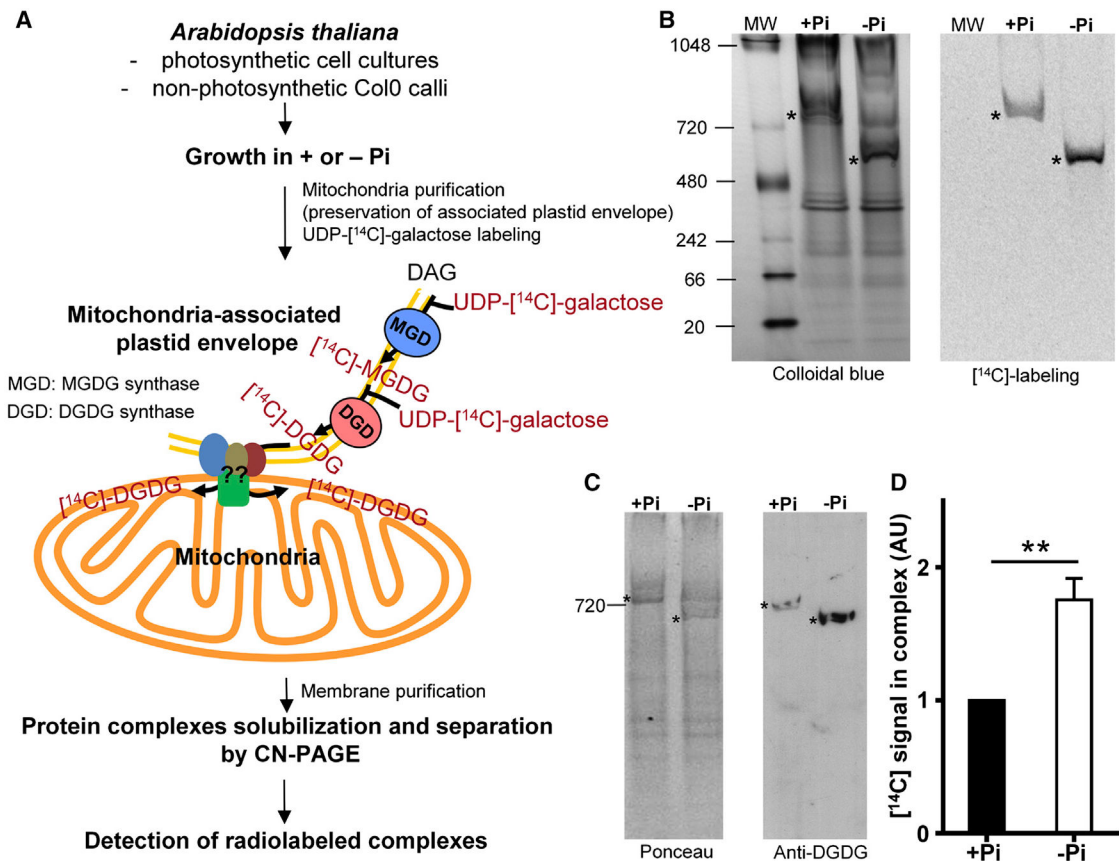 A
Arabidopsis thaliana
- photosynthetic cell cultures
- non-photosynthetic Col0 calli
Growth in + or – Pi
Mitochondria purification
(preservation of associated plastid envelope)
UDP-[14C]-galactose labeling
DAG
UDP-[14C]-galactose
Mitochondria-associated
plastid envelope
MGD
[14C]-MGDG
MGD: MGDG synthase
DGD: DGDG synthase
UDP-[14C]-galactose
DGD
[14C]-DGDG
??
[14C]-DGDG
[14C]-DGDG
Mitochondria
Membrane purification
Protein complexes solubilization and separation
by CN-PAGE
Detection of radiolabeled complexes
B
MW +Pi -Pi
1048
720
480
242
66
20
*
*
Colloidal blue
MW +Pi -Pi
*
*
[14C]-labeling
C
+Pi -Pi
720
*
*
Ponceau
+Pi -Pi
*
*
Anti-DGDG
D
[14C] signal in complex (AU)
2
1
0
**
+Pi -Pi